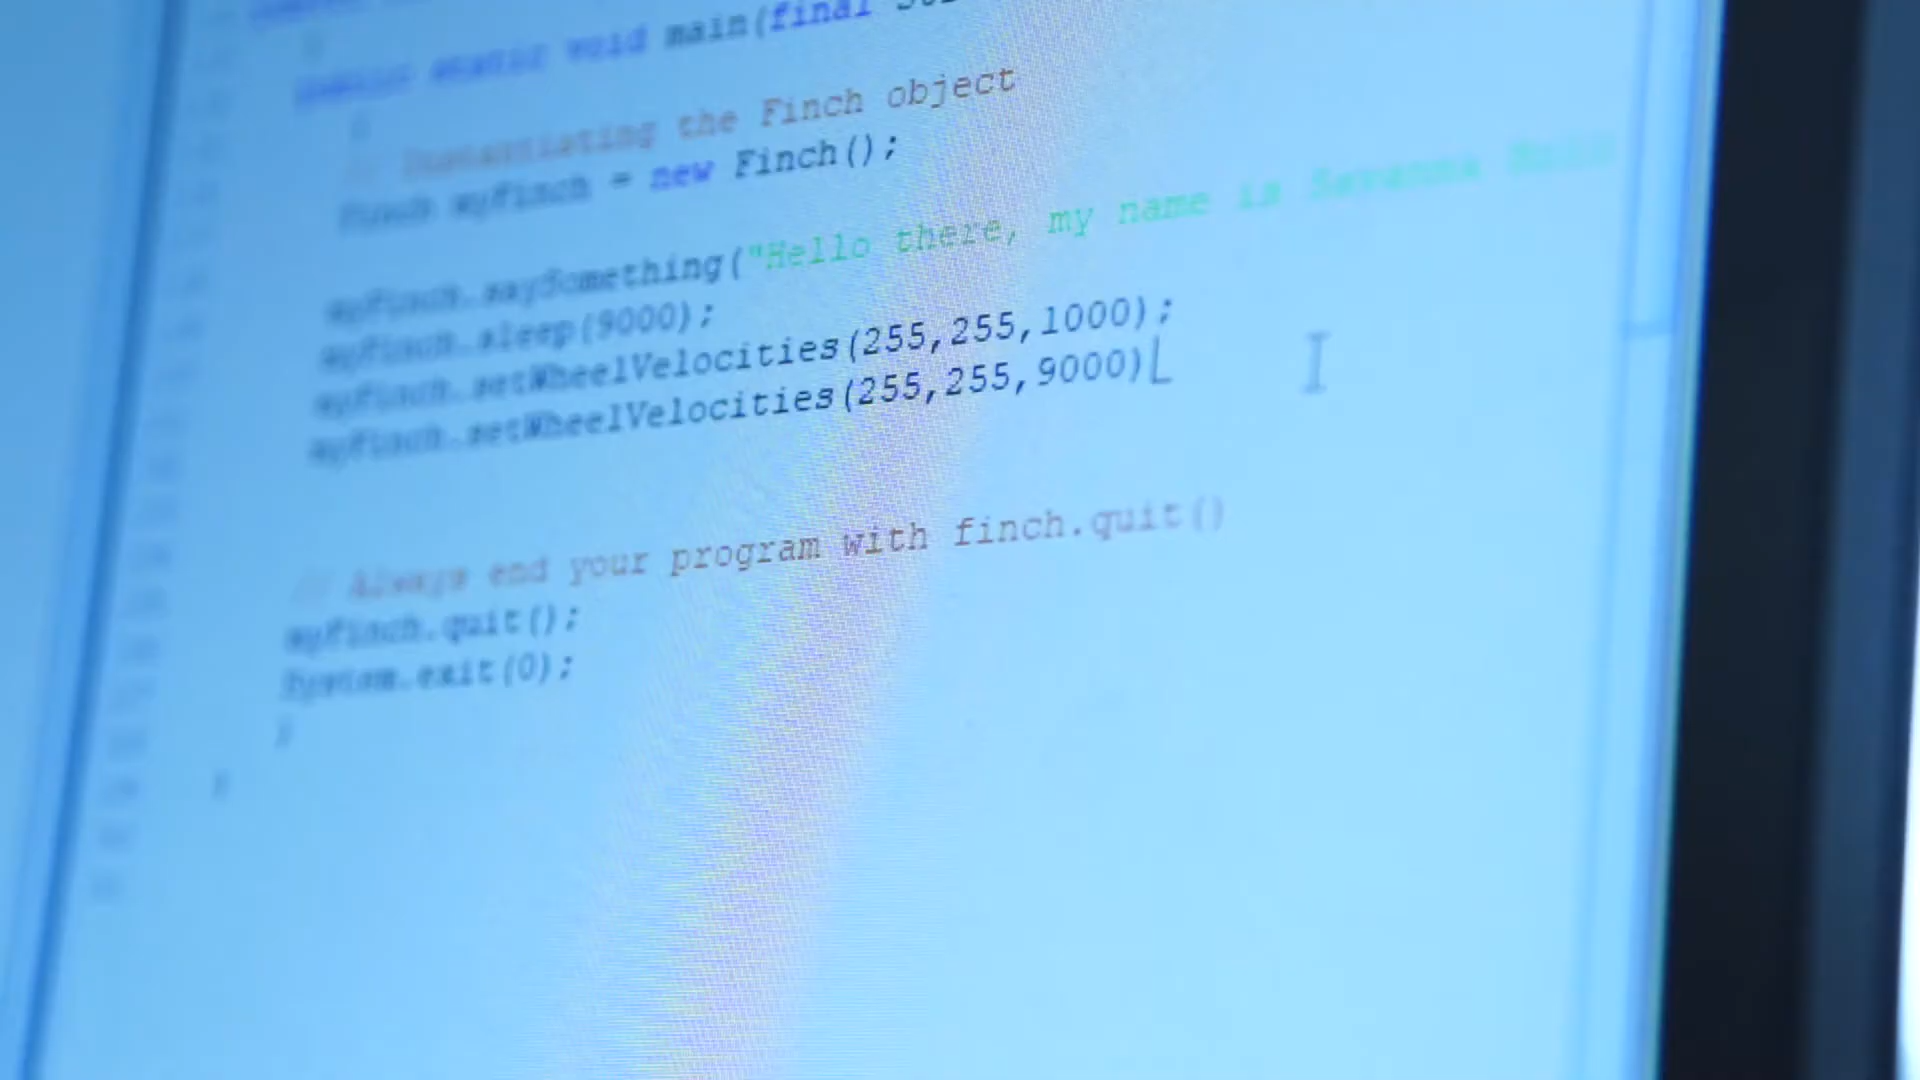 public static void main(final
// Instantiating the Finch object
Finch myFinch = new Finch();
myFinch.saySomething("Hello there, my name is Savanna
myFinch.sleep(9000);
myFinch.setWheelVelocities(255,255,1000);
myFinch.setWheelVelocities(255,255,9000)
// Always end your program with finch.quit()
myFinch.quit();
System.exit(0);
}
}